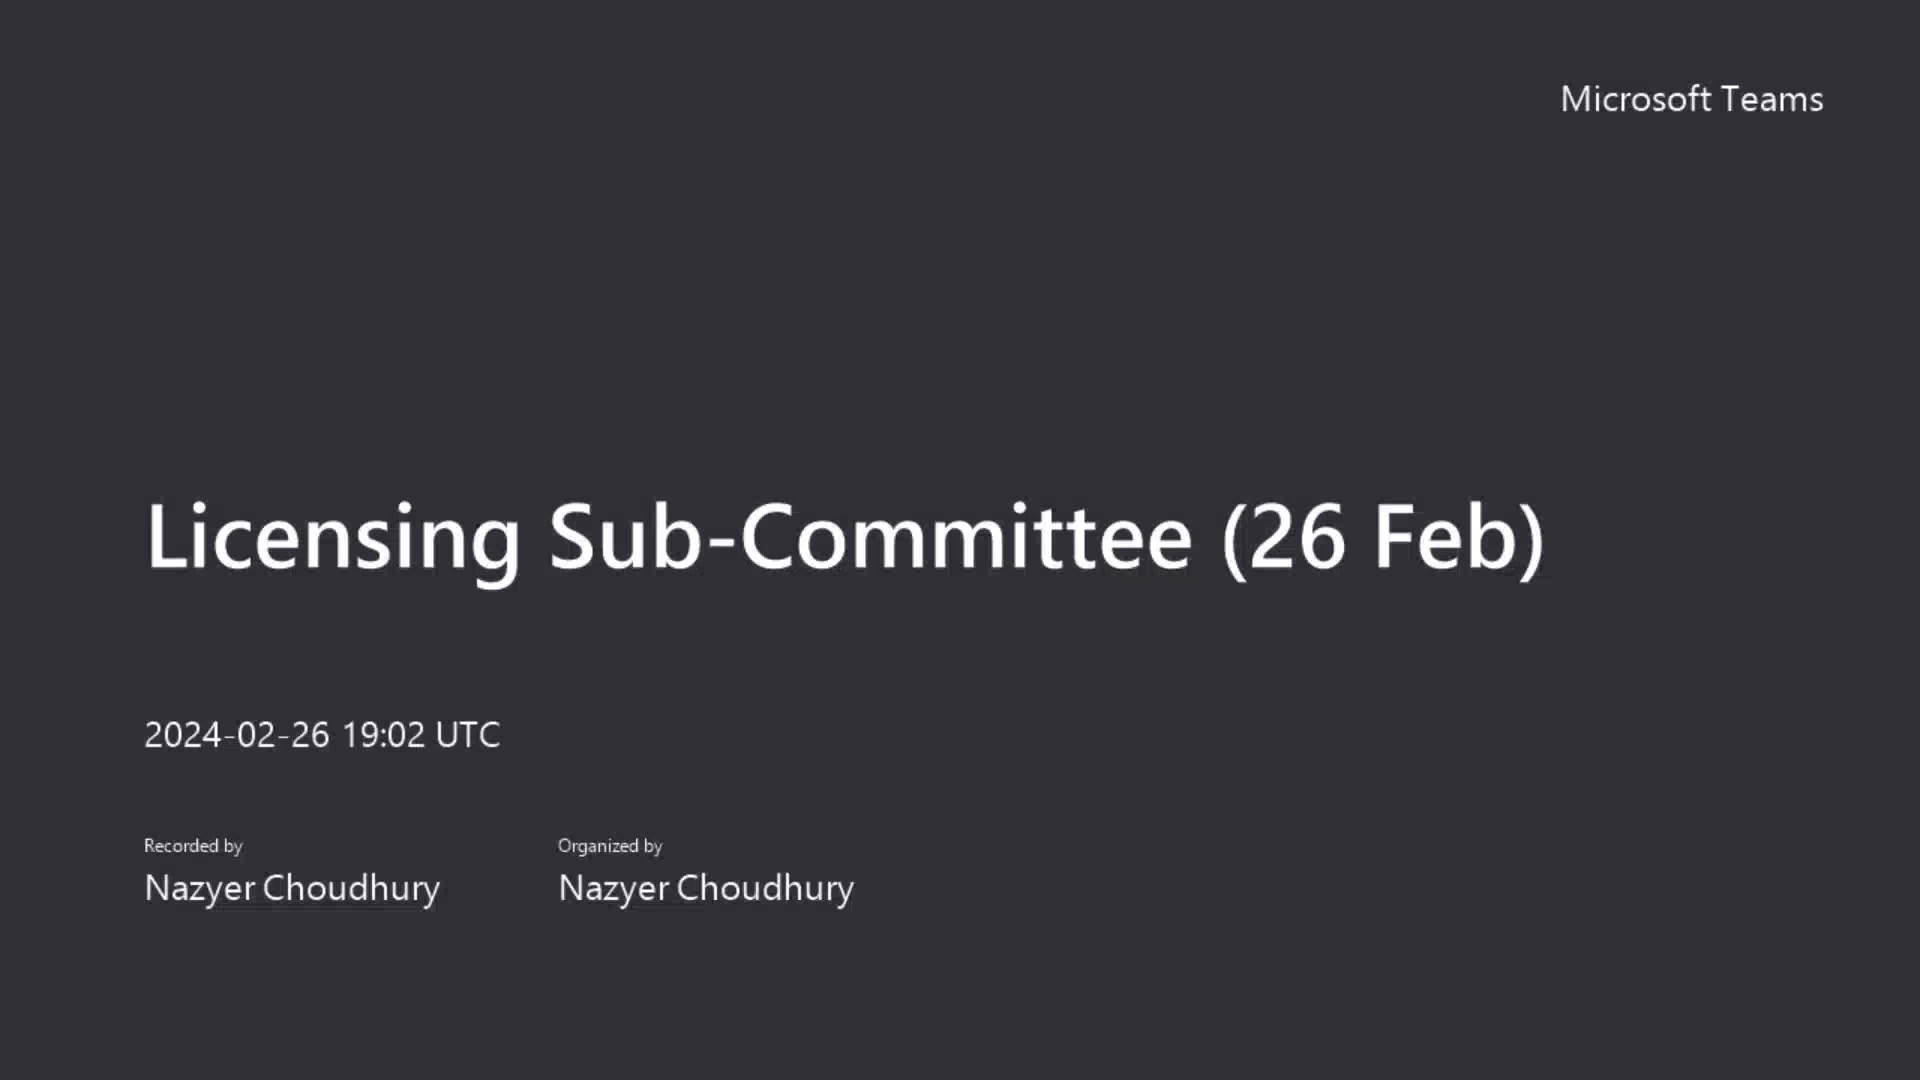 Microsoft Teams
Licensing Sub-Committee (26 Feb)
2024-02-26 19:02 UTC
Recorded by
Nazyer Choudhury
Organized by
Nazyer Choudhury